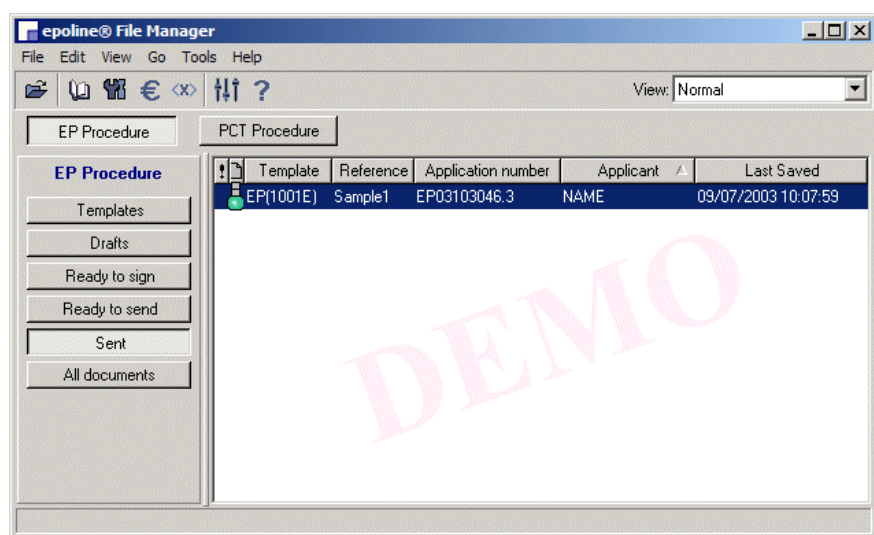 epoline® File Manager
File Edit View Go Tools Help
€ <x> ? View: Normal
EP Procedure PCT Procedure
EP Procedure
! Template Reference Application number Applicant Last Saved
EP(1001E) Sample1 EP03103046.3 NAME 09/07/2003 10:07:59
Templates
Drafts
Ready to sign
Ready to send
Sent
All documents
DEMO